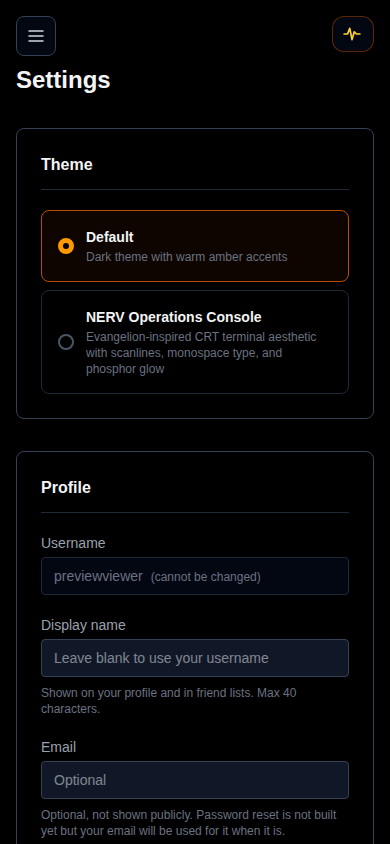 Settings
Theme
Default
Dark theme with warm amber accents
NERV Operations Console
Evangelion-inspired CRT terminal aesthetic
with scanlines, monospace type, and
phosphor glow
Profile
Username
previewviewer (cannot be changed)
Display name
Leave blank to use your username
Shown on your profile and in friend lists. Max 40
characters.
Email
Optional
Optional, not shown publicly. Password reset is not built
yet but your email will be used for it when it is.